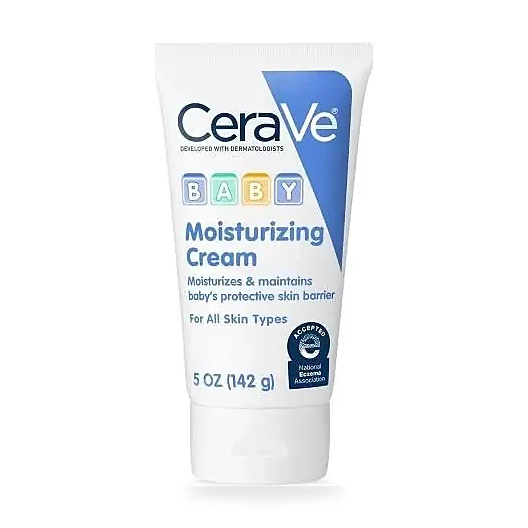 CeraVe®
DEVELOPED WITH DERMATOLOGISTS
BABY
Moisturizing
Cream
Moisturizes & maintains
baby's protective skin barrier
For All Skin Types
ACCEPTED
National
Eczema
Association
5 OZ (142 g)